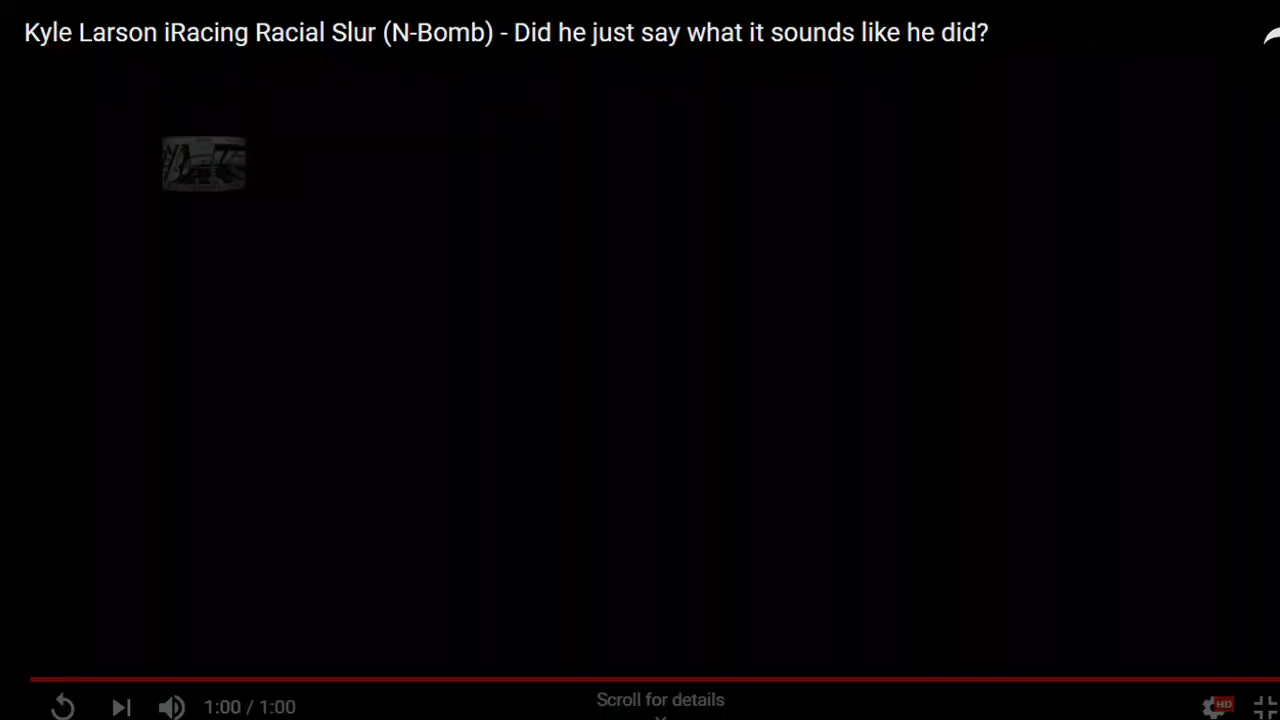 Kyle Larson iRacing Racial Slur (N-Bomb) - Did he just say what it sounds like he did?
1:00 / 1:00
Scroll for details
HD